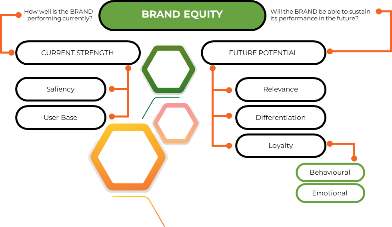 How well is the BRAND
performing currently?
BRAND EQUITY
Will the BRAND be able to sustain
its performance in the future?
CURRENT STRENGTH
FUTURE POTENTIAL
Saliency
User Base
Relevance
Differentiation
Loyalty
Behavioural
Emotional